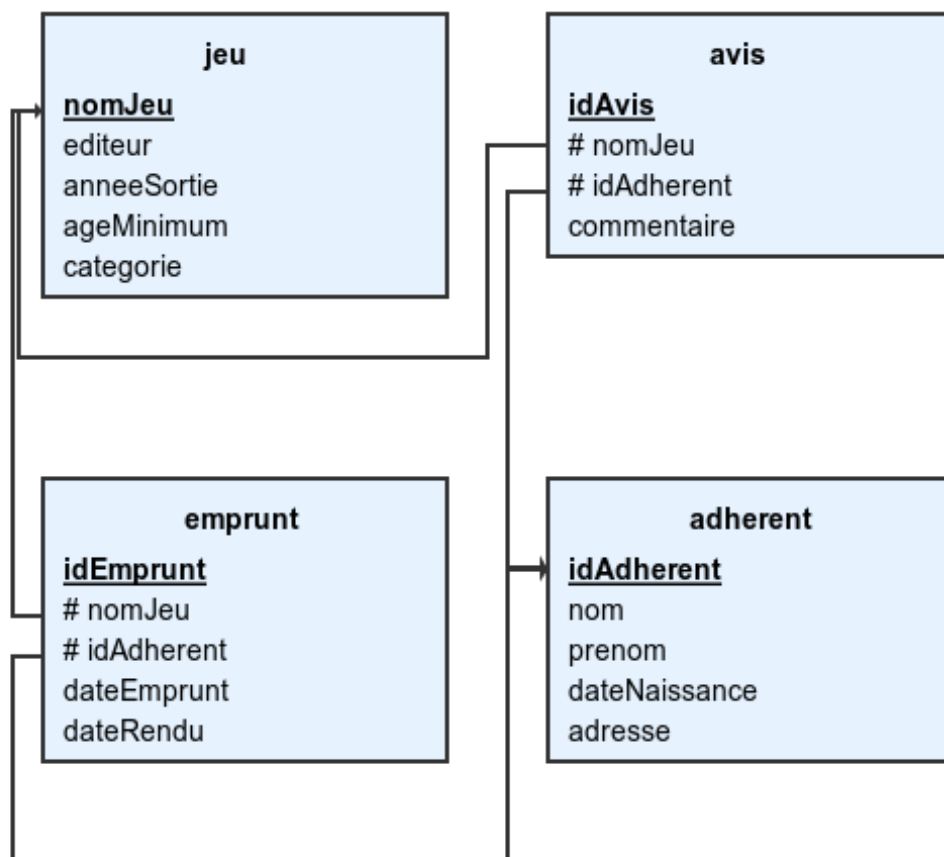 jeu
nomJeu
editeur
anneeSortie
ageMinimum
categorie
avis
idAvis
# nomJeu
# idAdherent
commentaire
emprunt
idEmprunt
# nomJeu
# idAdherent
dateEmprunt
dateRendu
adherent
idAdherent
nom
prenom
dateNaissance
adresse